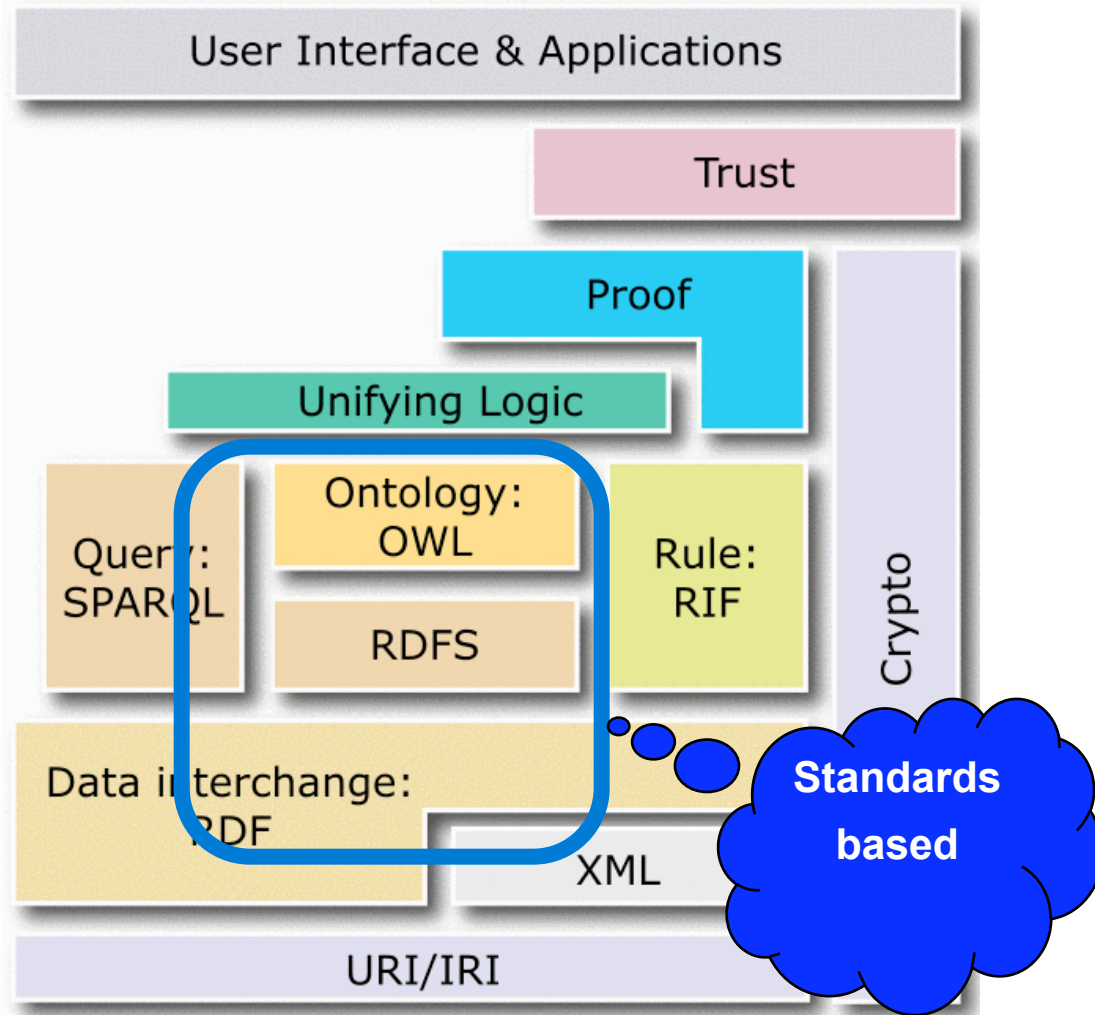 User Interface & Applications
Trust
Proof
Unifying Logic
Ontology:
OWL
Query:
SPARQL
Rule:
RIF
RDFS
Crypto
Data interchange:
RDF
Standards
based
XML
URI/IRI